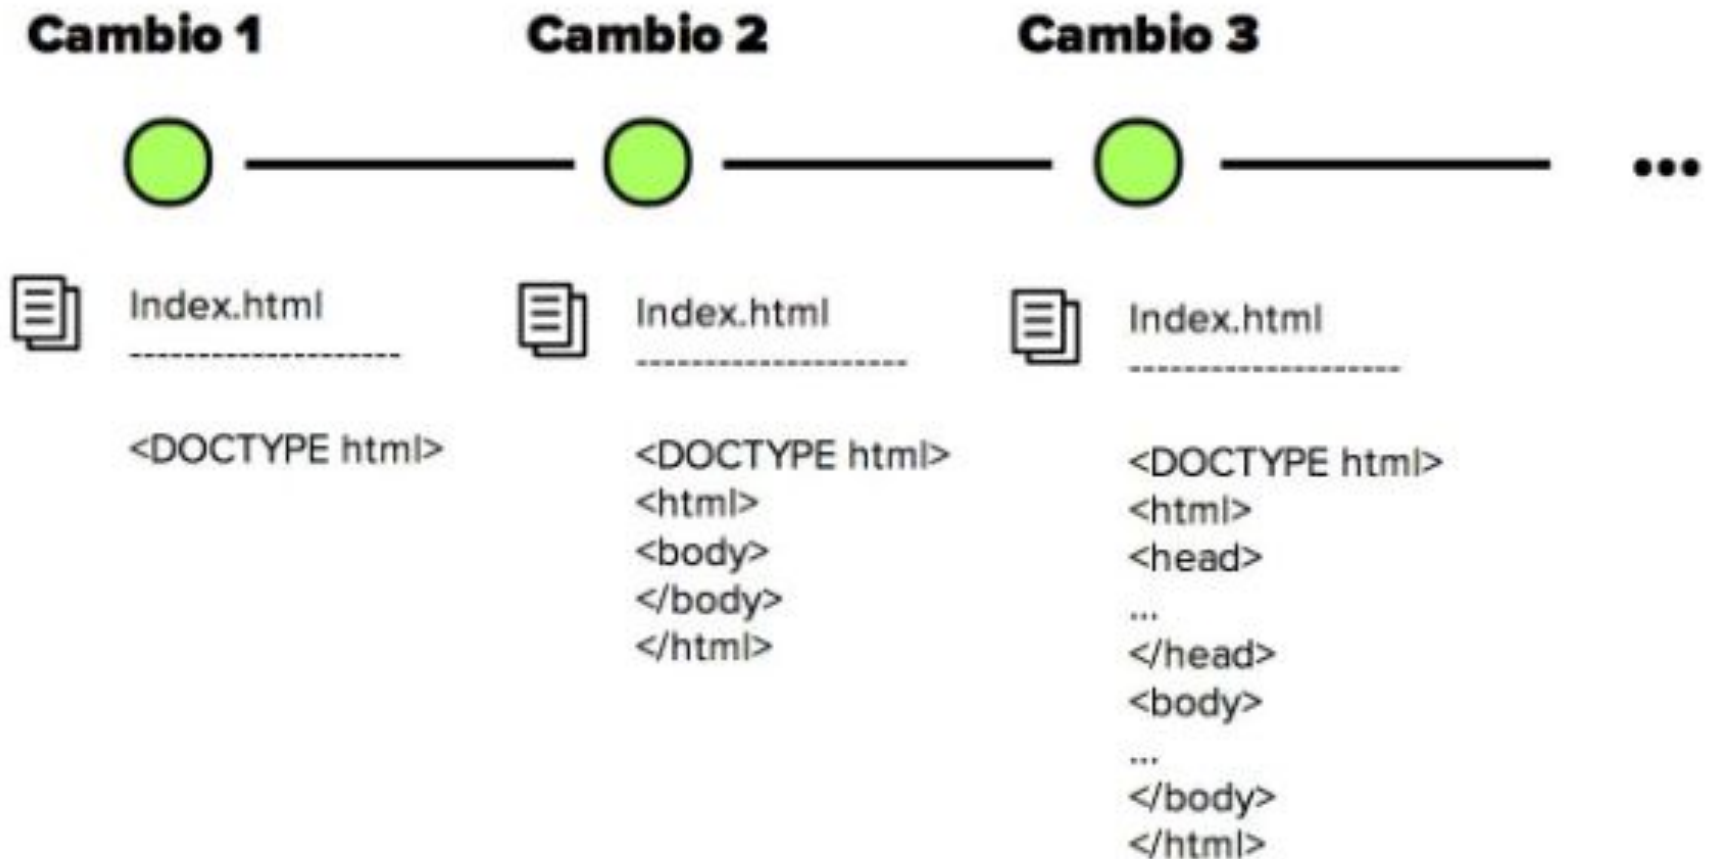 Cambio 1
Cambio 2
Cambio 3
...
Index.html
--------------------
<DOCTYPE html>
Index.html
--------------------
<DOCTYPE html>
<html>
<body>
</body>
</html>
Index.html
--------------------
<DOCTYPE html>
<html>
<head>
...
</head>
<body>
...
</body>
</html>